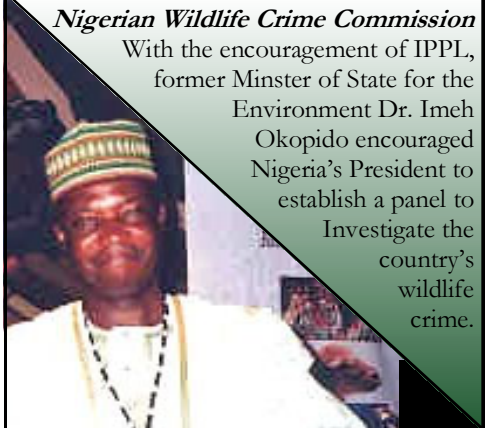 Nigerian Wildlife Crime Commission
With the encouragement of IPPL,
former Minster of State for the
Environment Dr. Imeh
Okopido encouraged
Nigeria's President to
establish a panel to
Investigate the
country's
wildlife
crime.